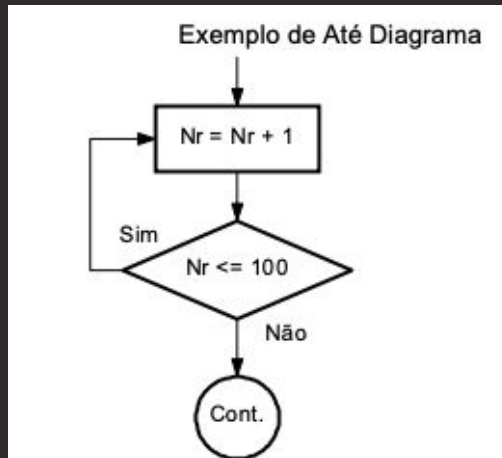 Exemplo de Até Diagrama
Nr = Nr + 1
Sim
Nr <= 100
Não
Cont.